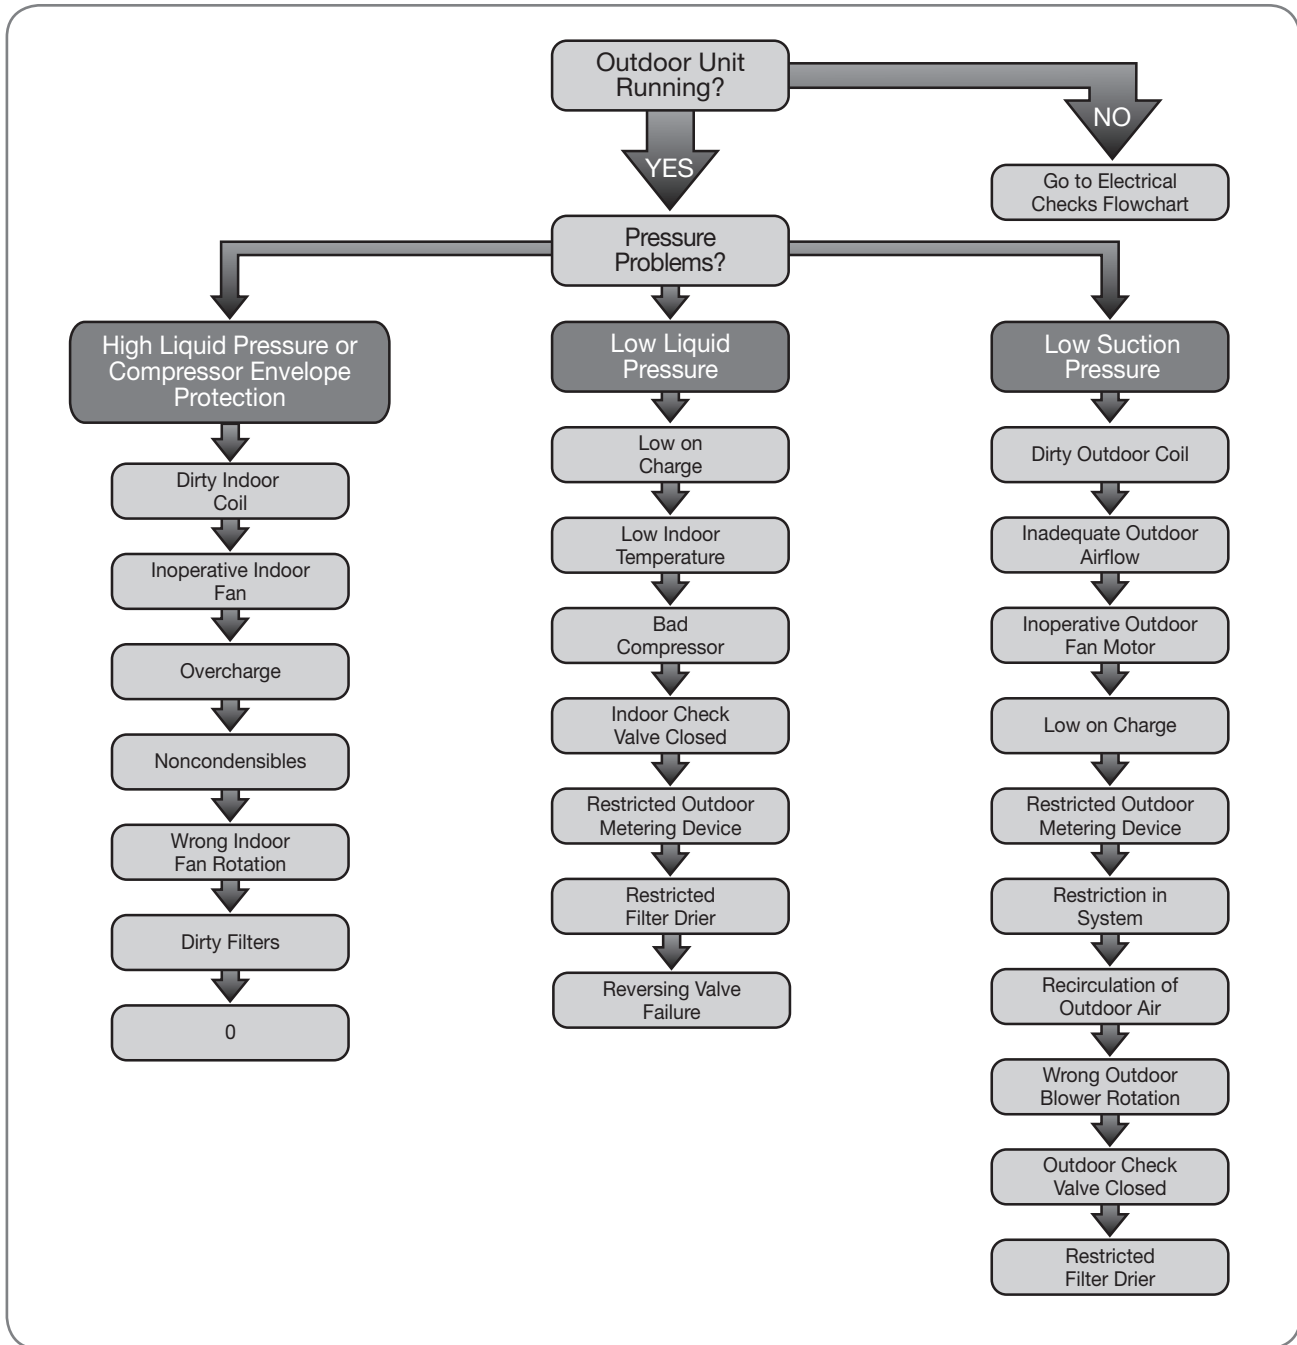 Outdoor Unit
Running?
NO
YES
Go to Electrical
Checks Flowchart
Pressure
Problems?
High Liquid Pressure or
Compressor Envelope
Protection
Dirty Indoor
Coil
Inoperative Indoor
Fan
Overcharge
Noncondensibles
Wrong Indoor
Fan Rotation
Dirty Filters
0
Low Liquid
Pressure
Low on
Charge
Low Indoor
Temperature
Bad
Compressor
Indoor Check
Valve Closed
Restricted Outdoor
Metering Device
Restricted
Filter Drier
Reversing Valve
Failure
Low Suction
Pressure
Dirty Outdoor Coil
Inadequate Outdoor
Airflow
Inoperative Outdoor
Fan Motor
Low on Charge
Restricted Outdoor
Metering Device
Restriction in
System
Recirculation of
Outdoor Air
Wrong Outdoor
Blower Rotation
Outdoor Check
Valve Closed
Restricted
Filter Drier